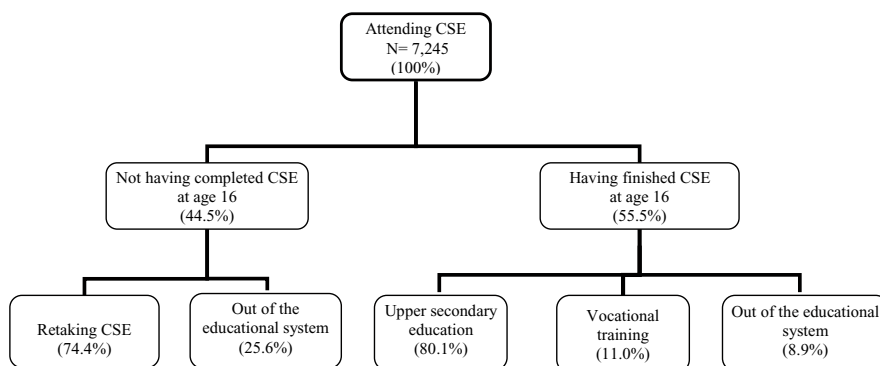 Attending CSE
N= 7,245
(100%)
Not having completed CSE
at age 16
(44.5%)
Having finished CSE
at age 16
(55.5%)
Retaking CSE
(74.4%)
Out of the
educational system
(25.6%)
Upper secondary
education
(80.1%)
Vocational
training
(11.0%)
Out of the educational
system
(8.9%)